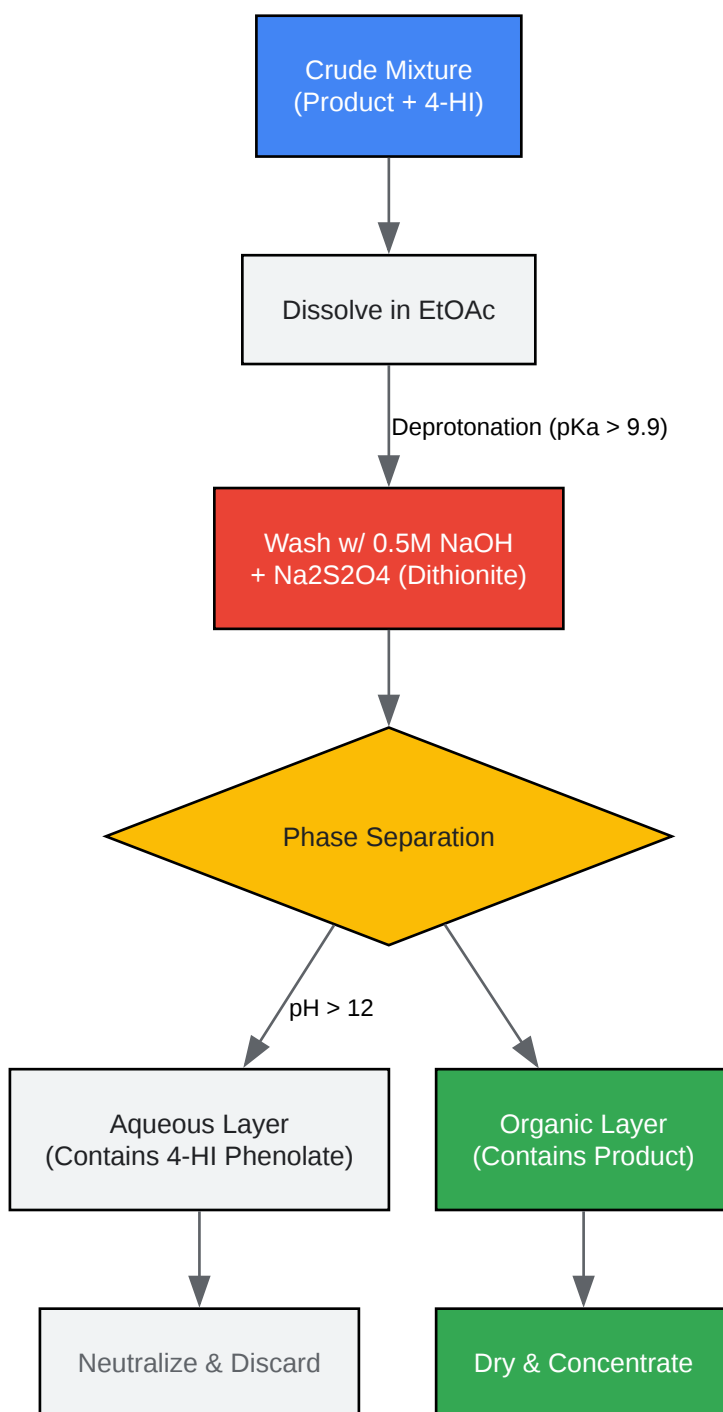 Crude Mixture
(Product + 4-HI)
Dissolve in EtOAc
Deprotonation (pKa > 9.9)
Wash w/ 0.5M NaOH
+ Na2S2O4 (Dithionite)
Phase Separation
pH > 12
Aqueous Layer
(Contains 4-HI Phenolate)
Organic Layer
(Contains Product)
Neutralize & Discard
Dry & Concentrate